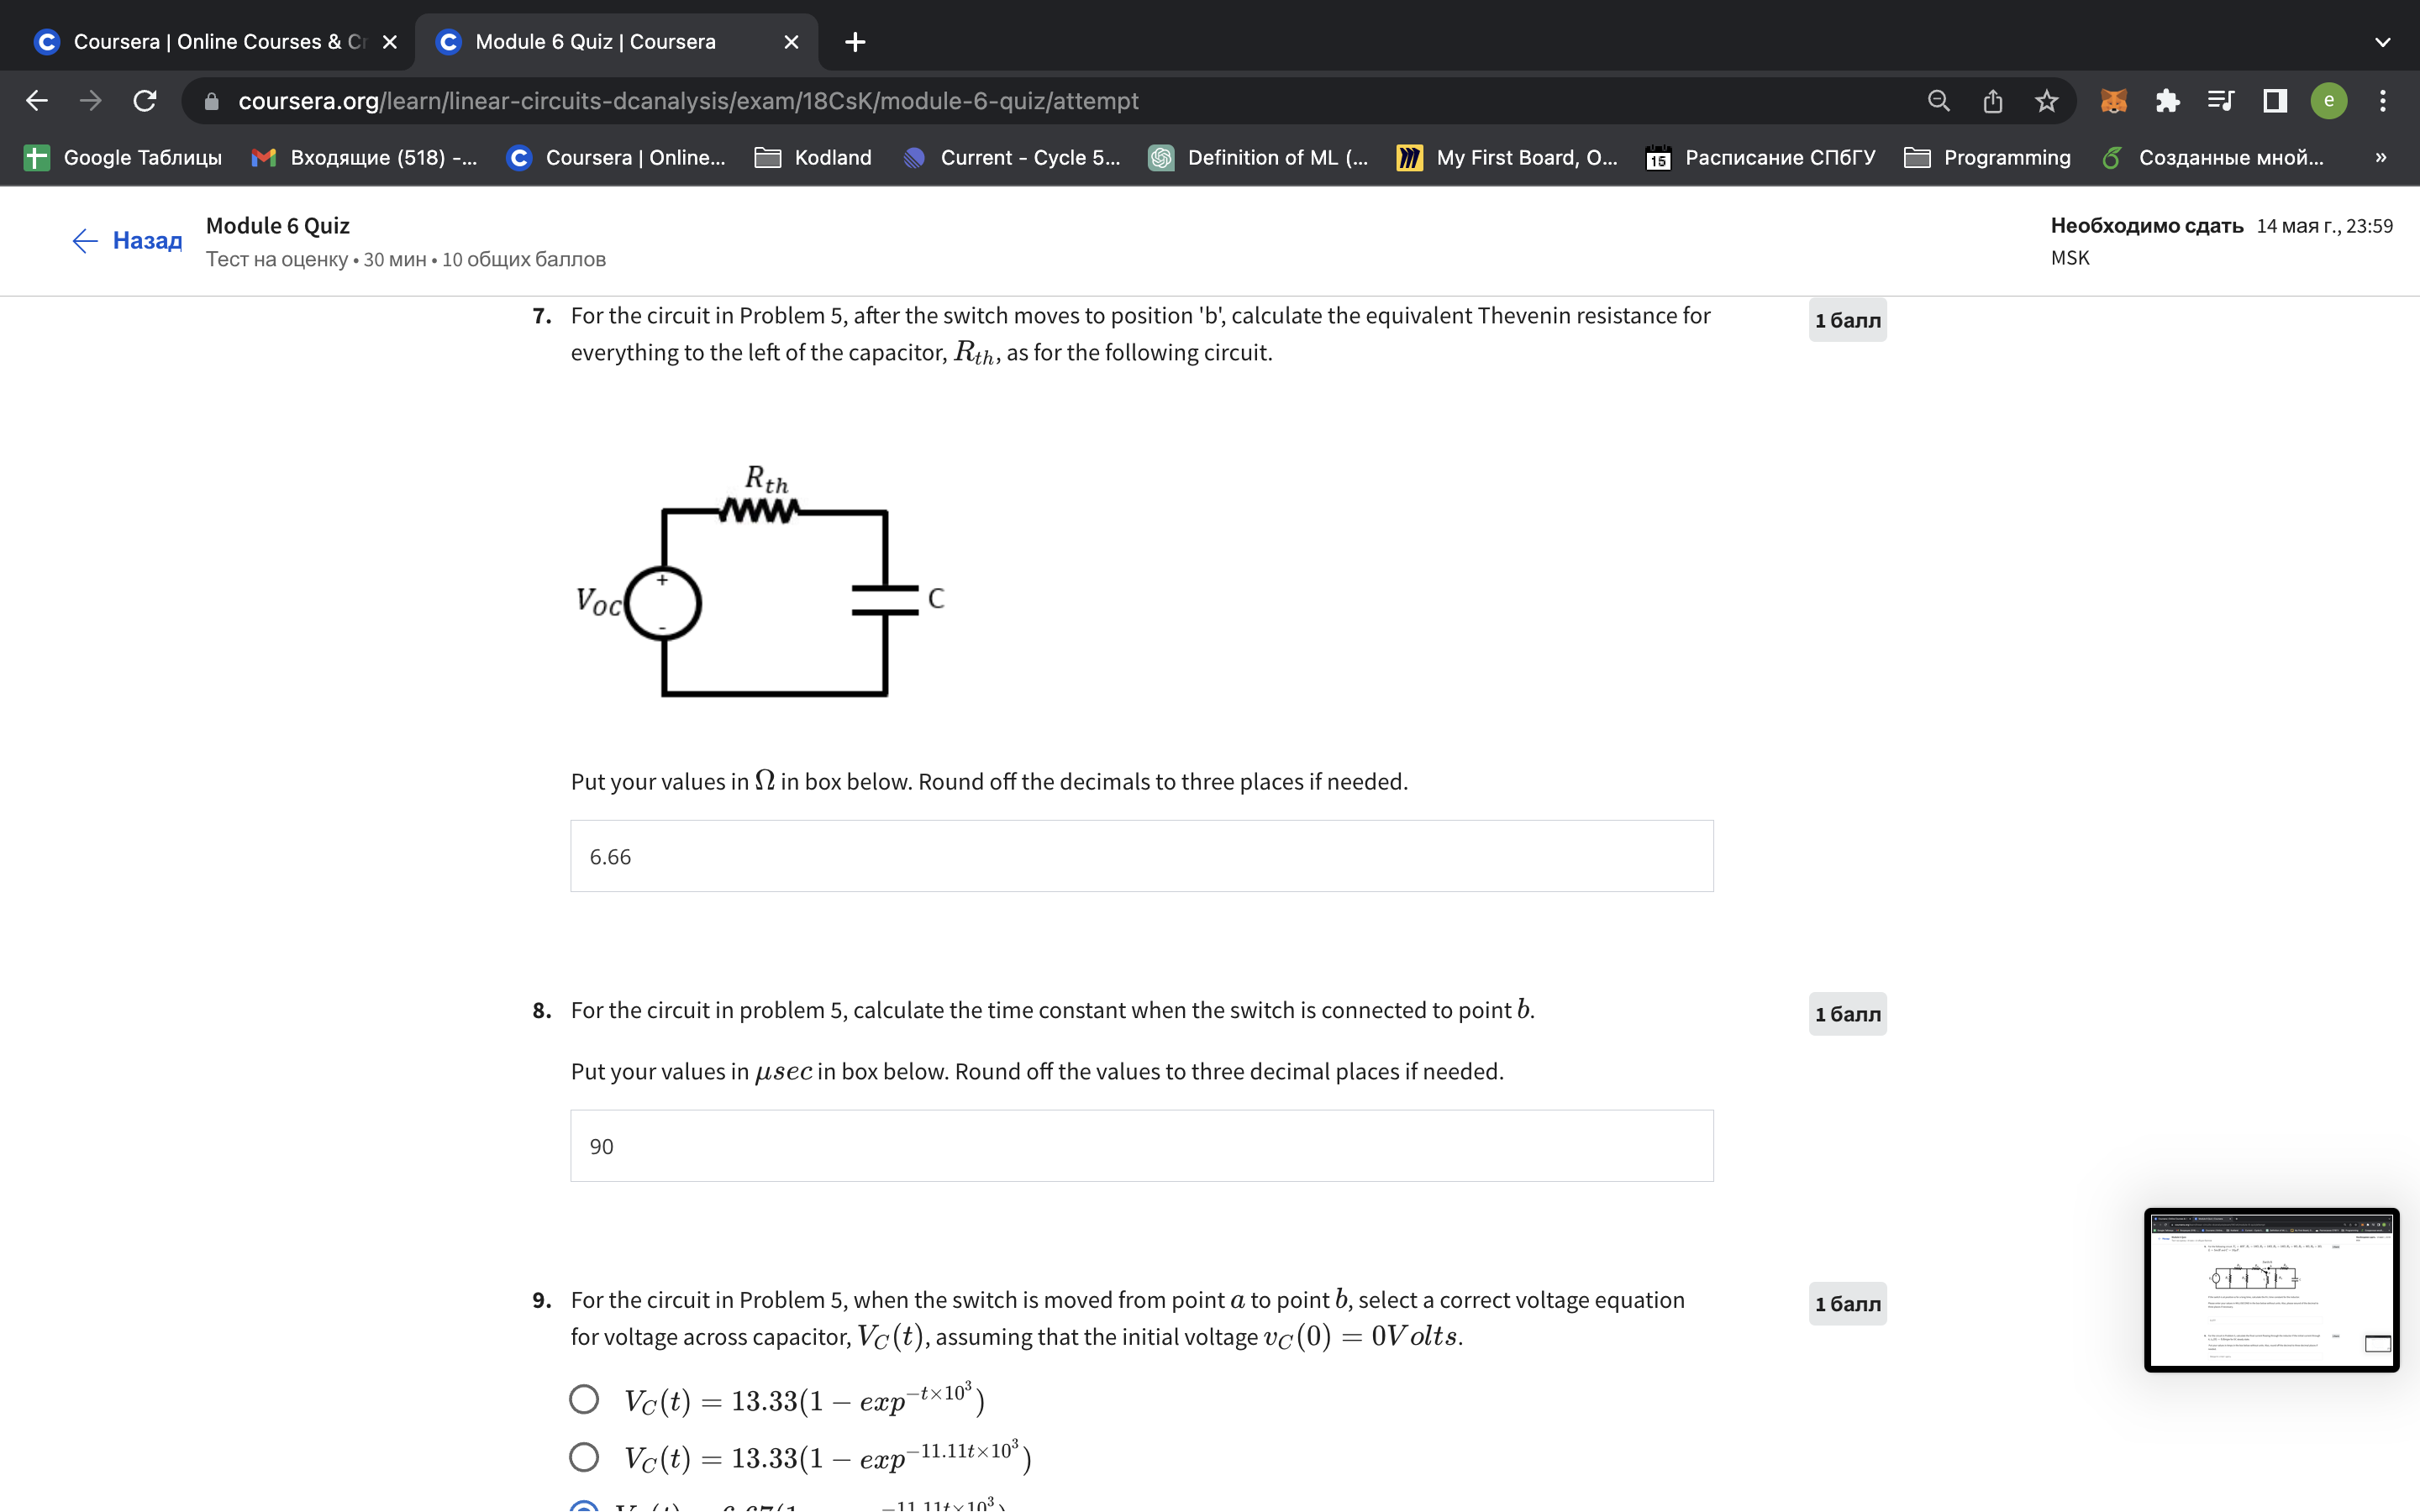 Coursera | Online Courses & Cr
Module 6 Quiz | Coursera
coursera.org/learn/linear-circuits-dcanalysis/exam/18CsK/module-6-quiz/attempt
e
Google Таблицы
Входящие (518) -...
Coursera | Online...
Kodland
Current - Cycle 5...
Definition of ML (...
My First Board, O...
15
Расписание СПбГУ
Programming
Созданные мной...
»
Назад
Module 6 Quiz
Тест на оценку • 30 мин • 10 общих баллов
Необходимо сдать 14 мая г., 23:59
MSK
7. For the circuit in Problem 5, after the switch moves to position 'b', calculate the equivalent Thevenin resistance for
everything to the left of the capacitor, R_{th}, as for the following circuit.
1 балл
R_{th}
+
V_{OC}
-
C
Put your values in Ω in box below. Round off the decimals to three places if needed.
6.66
8. For the circuit in problem 5, calculate the time constant when the switch is connected to point b.
1 балл
Put your values in μsec in box below. Round off the values to three decimal places if needed.
90
9. For the circuit in Problem 5, when the switch is moved from point a to point b, select a correct voltage equation
for voltage across capacitor, V_C(t), assuming that the initial voltage v_C(0) = 0Volts.
1 балл
V_C(t) = 13.33(1 − exp^{−t×10^3})
V_C(t) = 13.33(1 − exp^{−11.11t×10^3})